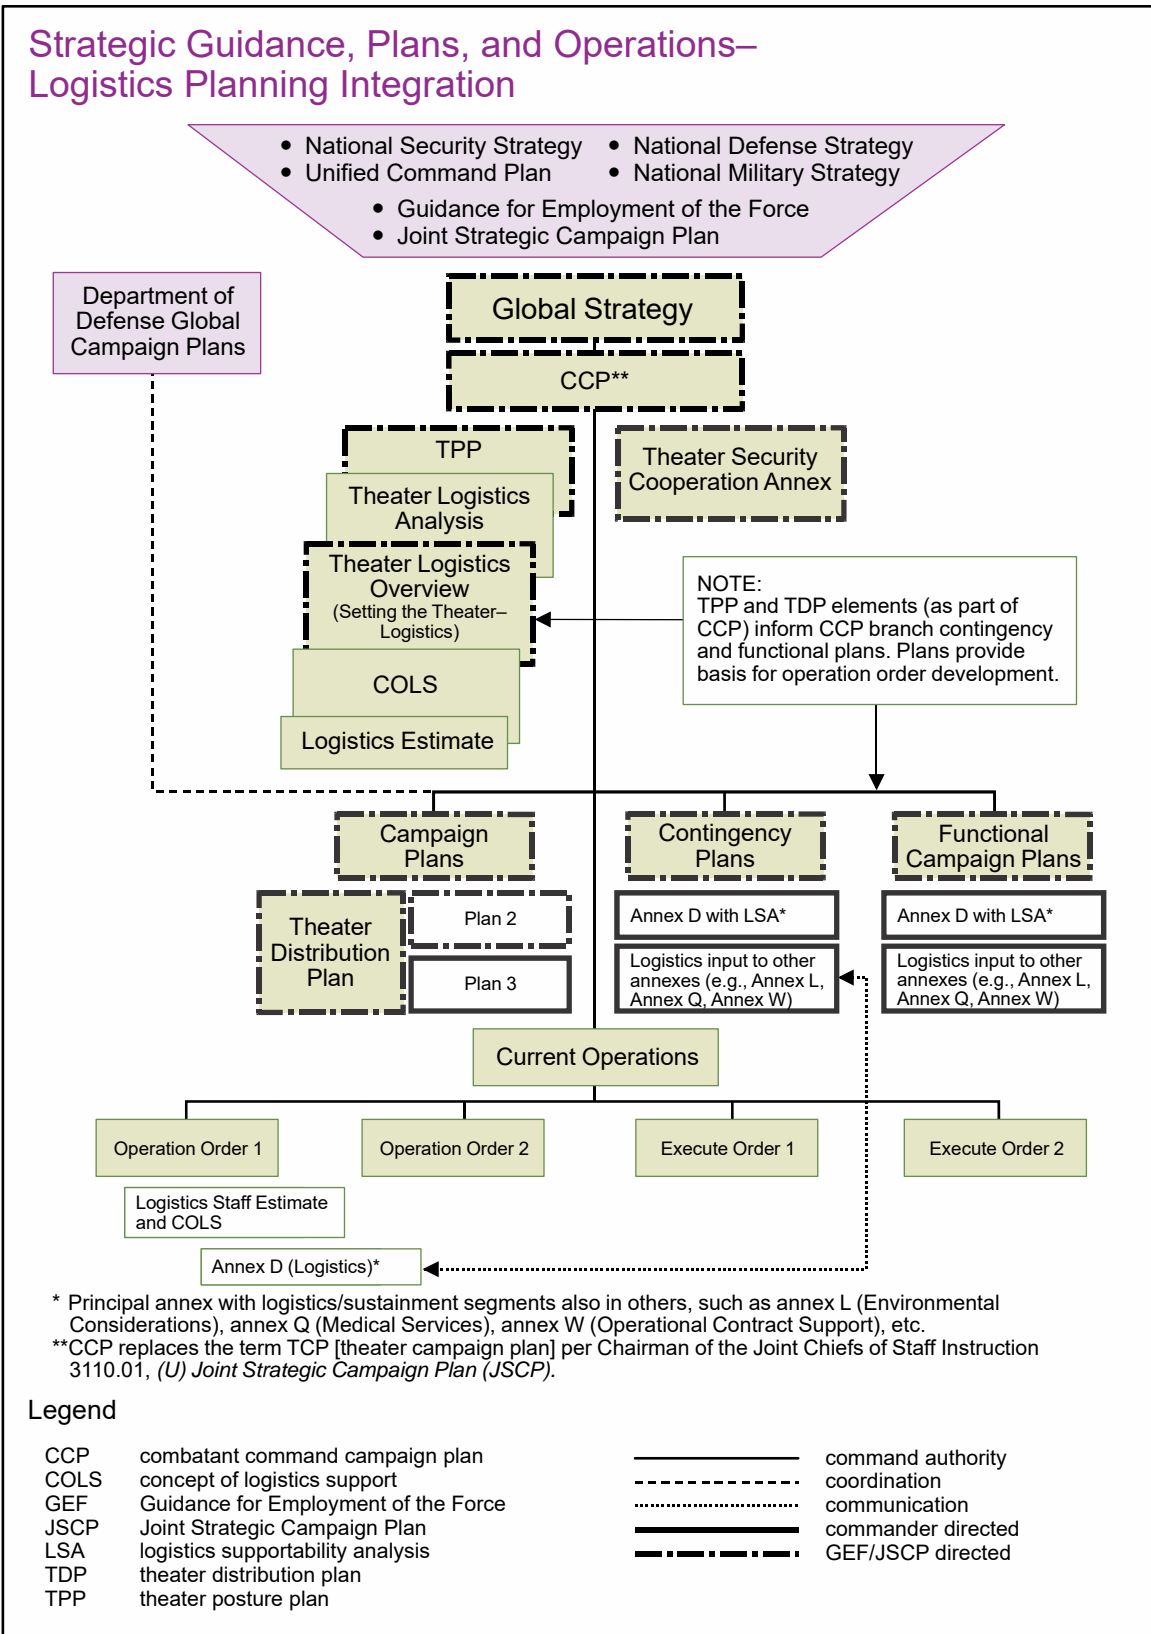 Strategic Guidance, Plans, and Operations–
Logistics Planning Integration
• National Security Strategy • National Defense Strategy
• Unified Command Plan • National Military Strategy
• Guidance for Employment of the Force
• Joint Strategic Campaign Plan
Department of
Defense Global
Campaign Plans
Global Strategy
CCP**
TPP
Theater Logistics
Analysis
Theater Logistics
Overview
(Setting the Theater–
Logistics)
COLS
Logistics Estimate
Theater Security
Cooperation Annex
NOTE:
TPP and TDP elements (as part of
CCP) inform CCP branch contingency
and functional plans. Plans provide
basis for operation order development.
Campaign
Plans
Theater
Distribution
Plan
Plan 2
Plan 3
Contingency
Plans
Annex D with LSA*
Logistics input to other
annexes (e.g., Annex L,
Annex Q, Annex W)
Functional
Campaign Plans
Annex D with LSA*
Logistics input to other
annexes (e.g., Annex L,
Annex Q, Annex W)
Current Operations
Operation Order 1
Operation Order 2
Execute Order 1
Execute Order 2
Logistics Staff Estimate
and COLS
Annex D (Logistics)*
* Principal annex with logistics/sustainment segments also in others, such as annex L (Environmental
Considerations), annex Q (Medical Services), annex W (Operational Contract Support), etc.
**CCP replaces the term TCP [theater campaign plan] per Chairman of the Joint Chiefs of Staff Instruction
3110.01, (U) Joint Strategic Campaign Plan (JSCP).
Legend
CCP combatant command campaign plan
COLS concept of logistics support
GEF Guidance for Employment of the Force
JSCP Joint Strategic Campaign Plan
LSA logistics supportability analysis
TDP theater distribution plan
TPP theater posture plan
command authority
coordination
communication
commander directed
GEF/JSCP directed